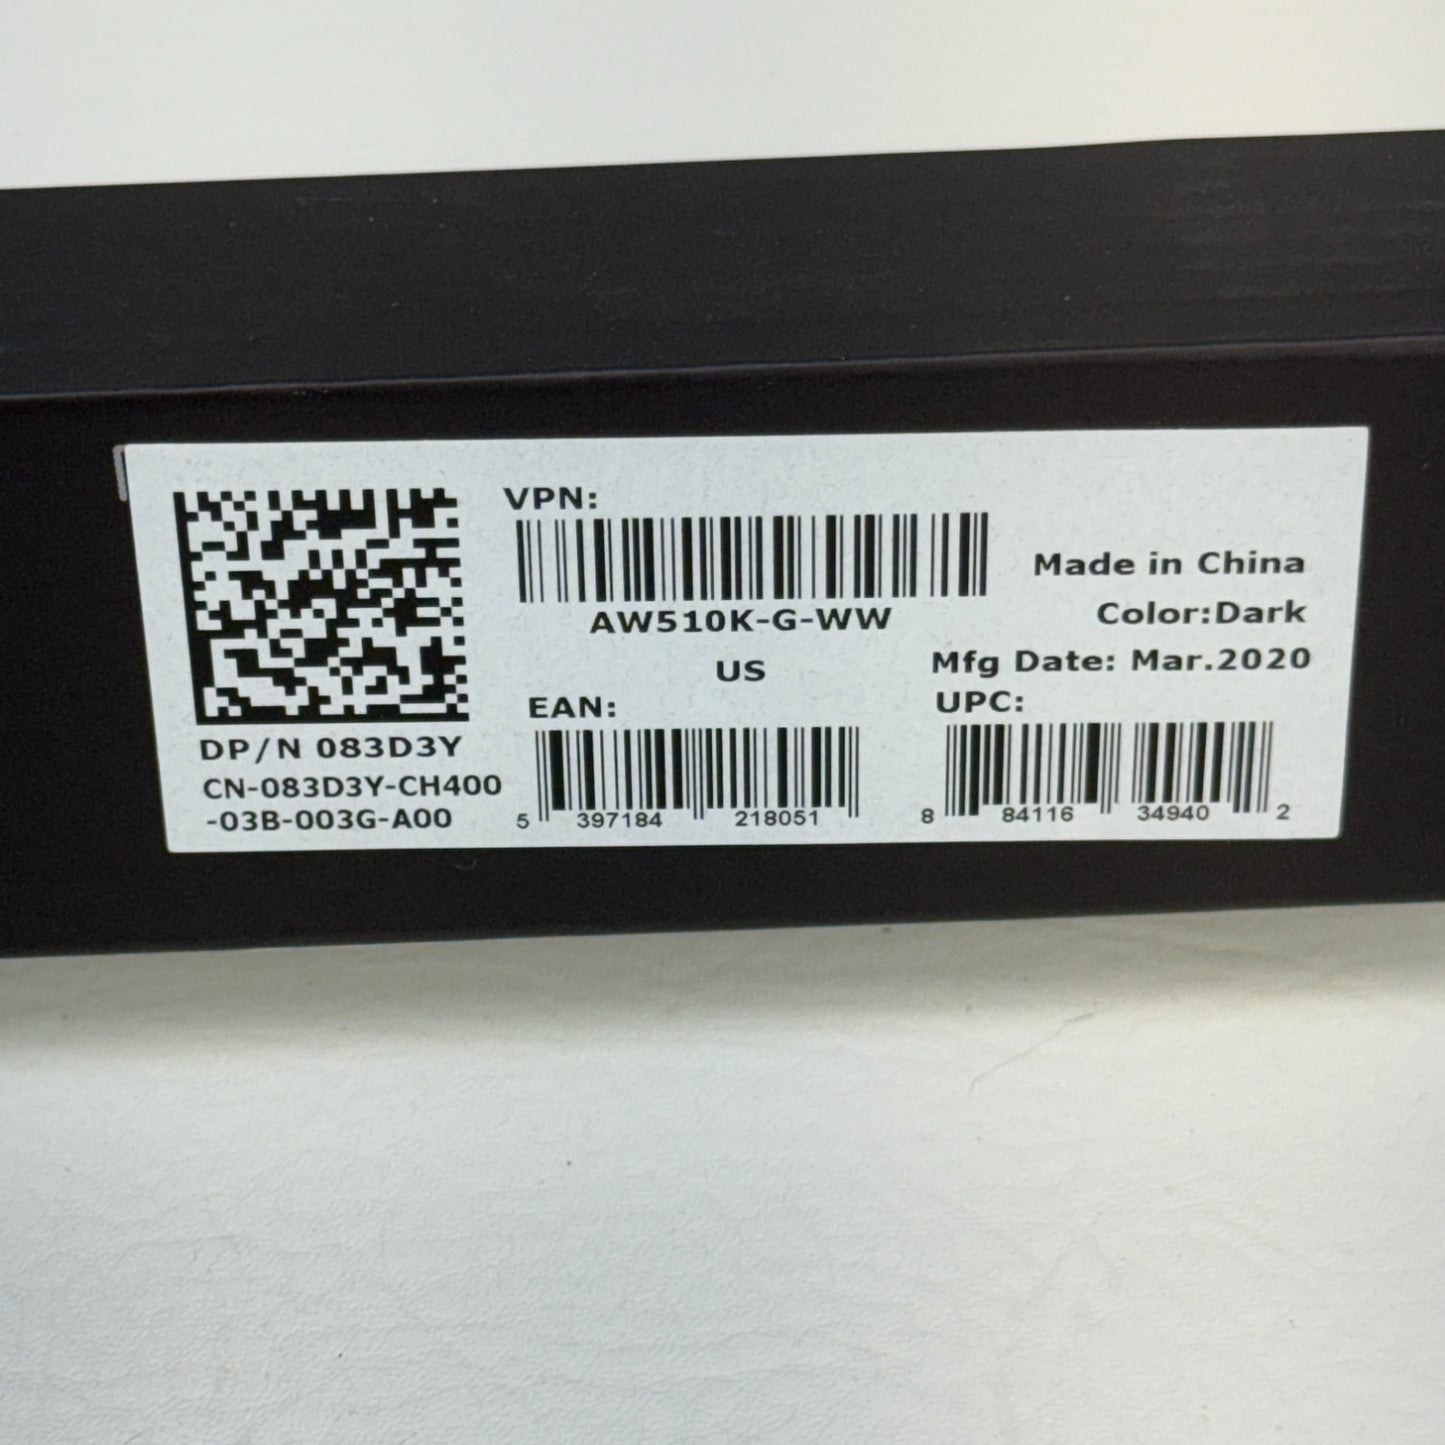 VPN:
AW510K-G-WW
US
Made in China
Color:Dark
Mfg Date: Mar.2020
DP/N 083D3Y
CN-083D3Y-CH400
-03B-003G-A00
EAN:
5 397184 218051
UPC:
8 84116 34940 2